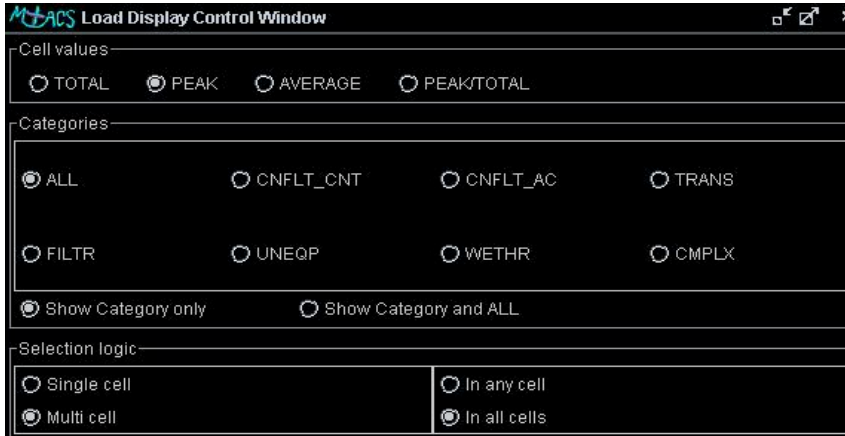 MACS Load Display Control Window
Cell values
TOTAL PEAK AVERAGE PEAK/TOTAL
Categories
ALL CNFLT_CNT CNFLT_AC TRANS
FILTR UNEQP WETHR CMPLX
Show Category only Show Category and ALL
Selection logic
Single cell In any cell
Multi cell In all cells